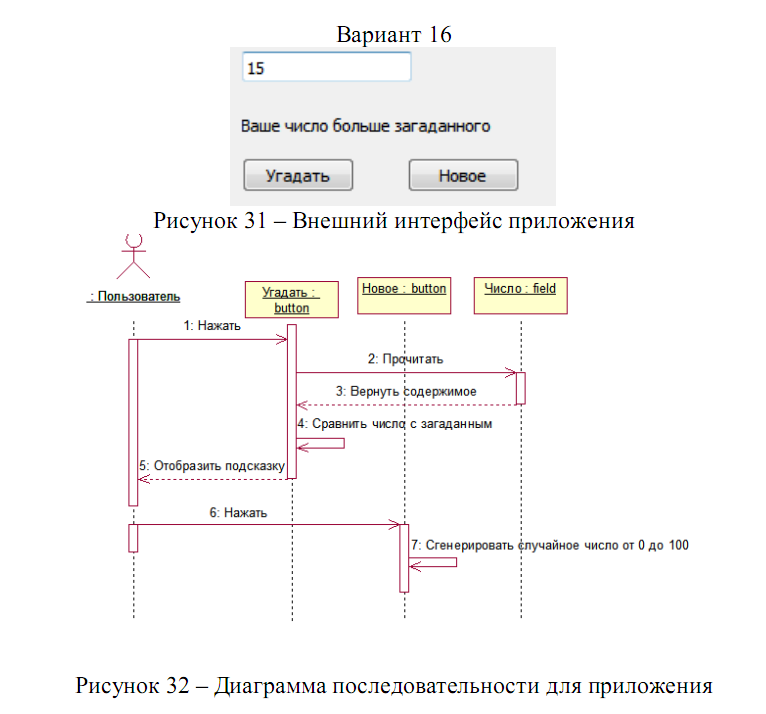 Вариант 16
15
Ваше число больше загаданного
Угадать
Новое
Рисунок 31 – Внешний интерфейс приложения
: Пользователь
Угадать :
button
Новое : button
Число : field
1: Нажать
2: Прочитать
3: Вернуть содержимое
4: Сравнить число с загаданным
5: Отобразить подсказку
6: Нажать
7: Сгенерировать случайное число от 0 до 100
Рисунок 32 – Диаграмма последовательности для приложения